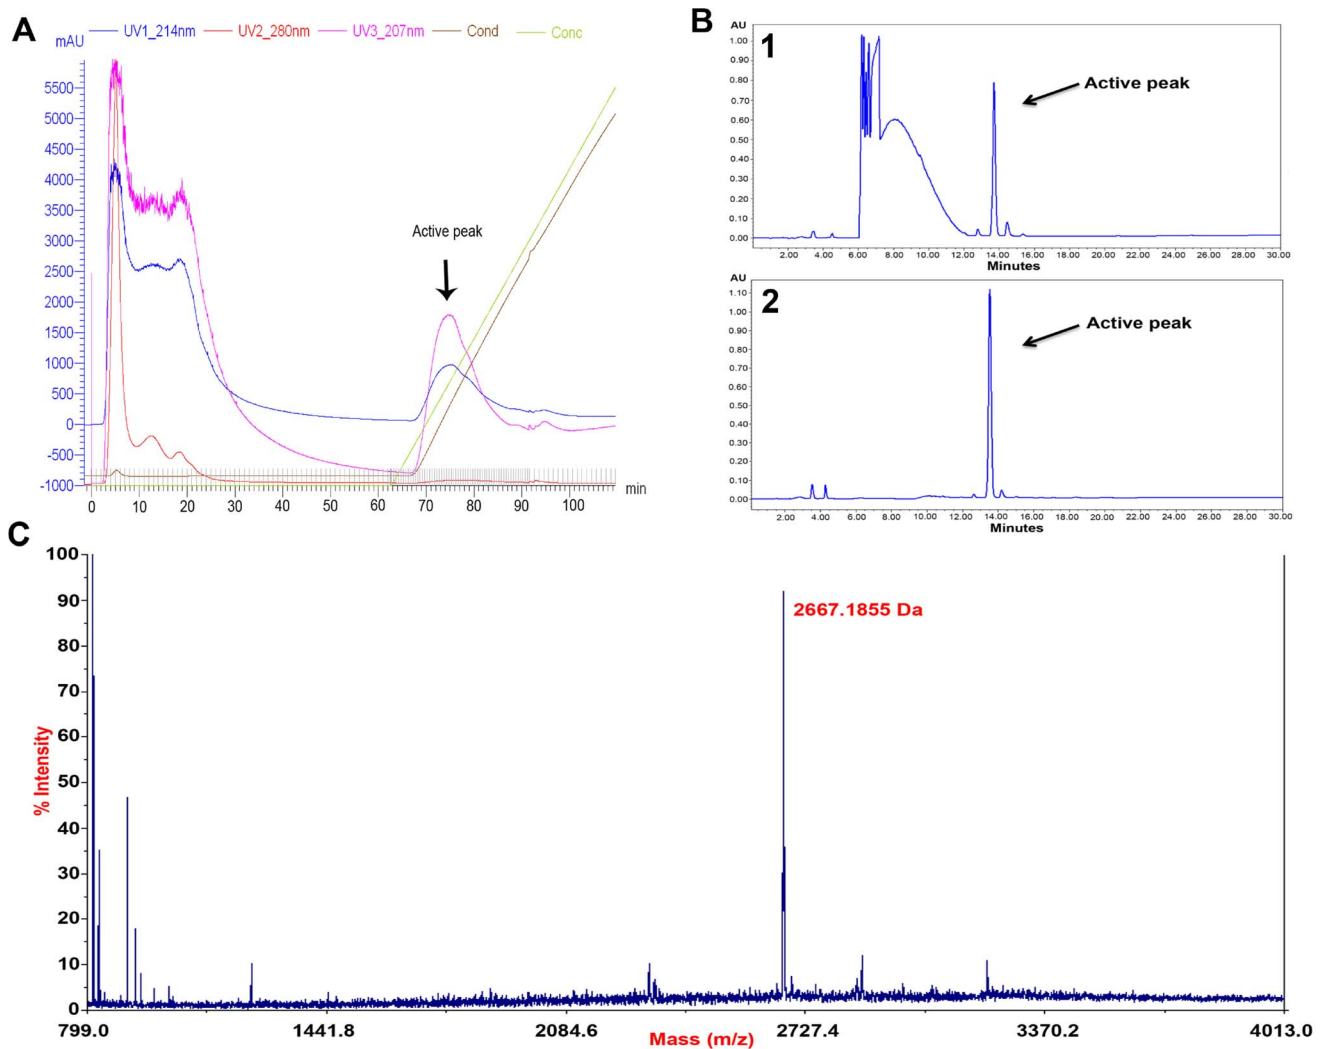 A
UV1_214nm UV2_280nm UV3_207nm Cond Conc
mAU
5500
5000
4500
4000
3500
3000
2500
2000
1500
1000
500
0
-500
-1000
Active peak
0 10 20 30 40 50 60 70 80 90 100 min
B
AU
1
1.00
0.90
0.80
0.70
0.60
0.50
0.40
0.30
0.20
0.10
0.00
Active peak
2.00 4.00 6.00 8.00 10.00 12.00 14.00 16.00 18.00 20.00 22.00 24.00 26.00 28.00 30.00
Minutes
AU
2
1.10
1.00
0.90
0.80
0.70
0.60
0.50
0.40
0.30
0.20
0.10
0.00
Active peak
2.00 4.00 6.00 8.00 10.00 12.00 14.00 16.00 18.00 20.00 22.00 24.00 26.00 28.00 30.00
Minutes
C
100
90
80
70
60
50
40
30
20
10
0
% Intensity
2667.1855 Da
799.0 1441.8 2084.6 2727.4 3370.2 4013.0
Mass (m/z)